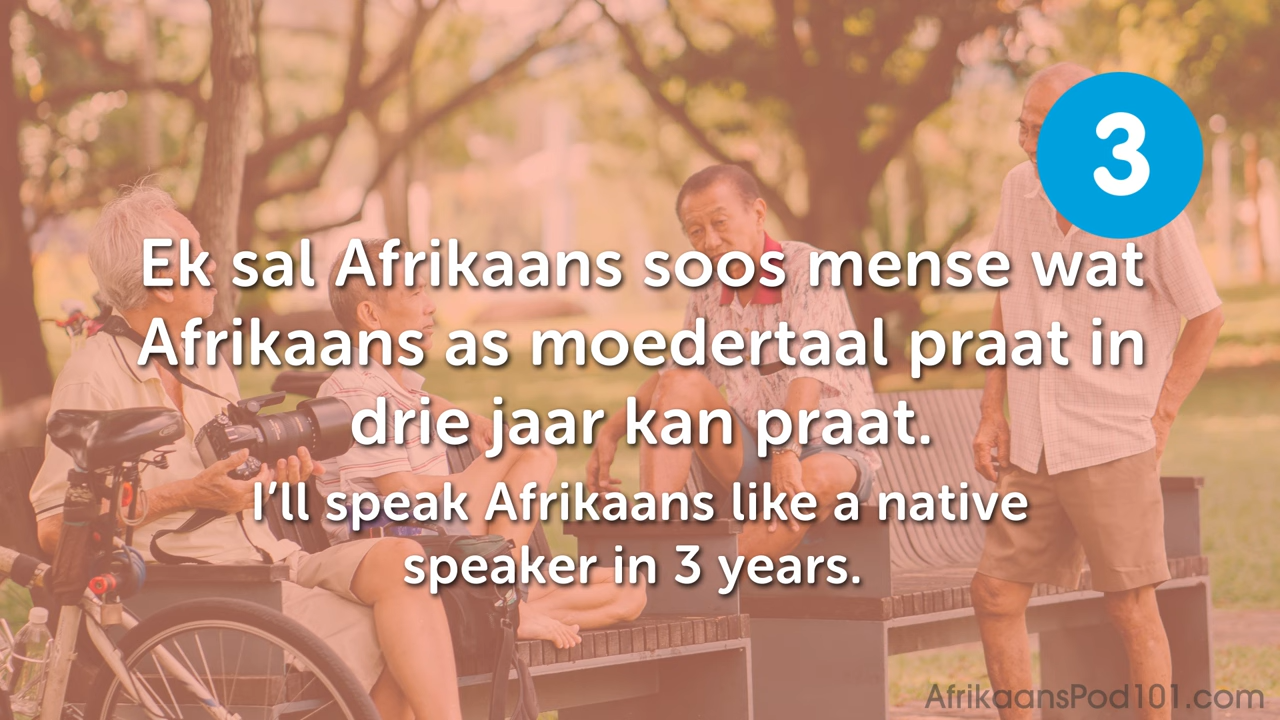 3
Ek sal Afrikaans soos mense wat
Afrikaans as moedertaal praat in
drie jaar kan praat.
I'll speak Afrikaans like a native
speaker in 3 years.
AfrikaansPod101.com